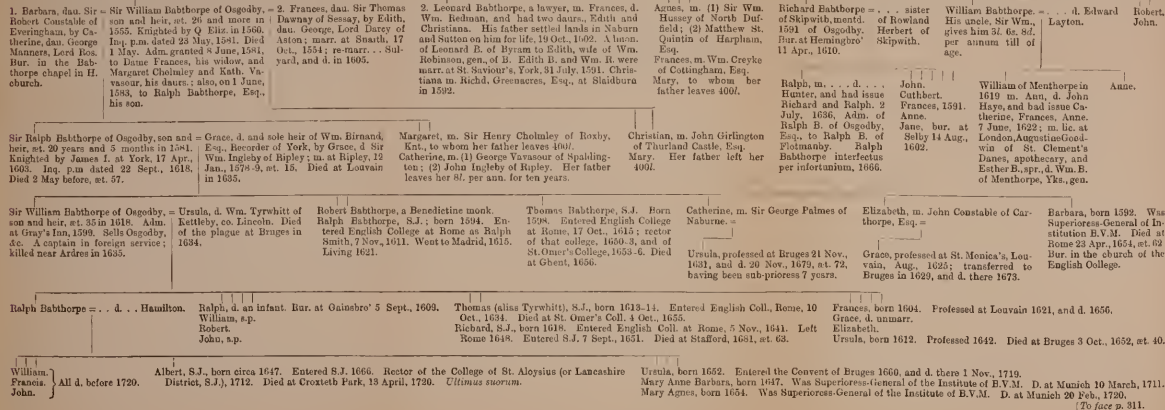 1. Barbara, dau. Sir =
Robert Constable of
Everingham, by Ca-
therine, dau. George
Manners, Lord Ros.
Bur. in the Bab-
thorpe chapel in H.
church.
Sir William Babthorpe of Osgodby,
son and heir, æt. 26 and more in
1555. Knighted by Q Eliz. in 1560.
Inq. p.m. dated 23 May, 1581. Died
1 May. Adm. granted 8 June, 1581,
to Dame Frances, his widow, and
Margaret Cholmley and Kath. Va-
vasour, his daurs.; also, on 1 June,
1583, to Ralph Babthorpe, Esq.,
his son.
= 2. Frances, dau. Sir Thomas
Dawnay of Sessay, by Edith,
dau. George, Lord Darcy of
Aston; marr. at Snaith, 17
Oct., 1554; re-marr. . . Sul-
yard, and d. in 1605.
2. Leonard Babthorpe, a lawyer, m. Frances, d.
Wm. Redman, and had two daurs., Edith and
Christiana. His father settled lands in Naburn
and Sutton on him for life, 19 Oct., 1492. A daur.
of Leonard B. of Byram to Edith, wife of Wm.
Robinson, gen., of B. Edith B. and Wm. R. were
marr. at St. Saviour's, York, 31 July, 1591. Chris-
tiana m. Richd. Greenacres, Esq., at Slaidburn
in 1592.
Agnes, m. (1) Sir Wm.
Hussey of North Duf-
field; (2) Matthew St.
Quintin of Harpham,
Esq.
Frances, m. Wm. Creyke
of Cottingham, Esq.
Mary, to whom her
father leaves 400l.
Richard Babthorpe = . . . sister
of Skipwith, mentd. of Rowland
1591 of Osgodby. Herbert of
Bur. at Hemingbro' Skipwith.
11 Apr., 1610.
William Babthorpe. = . . . d. Edward
His uncle, Sir Wm., Layton.
gives him 3l. 6s. 8d.
per annum till of
age.
Robert.
John.
Ralph, m. . . . d. . . .
Hunter, and had issue
Richard and Ralph. 2
July, 1636, Adm. of
Ralph B. of Osgodby,
Esq., to Ralph B. of
Flotmanby. Ralph
Babthorpe interfectus
per infortunium, 1666.
John.
Cuthbert.
Frances, 1591.
Anne.
Jane, bur. at
Selby 14 Aug.,
1602.
William of Menthorpe in
1619 m. Ann, d. John
Haye, and had issue Ca-
therine, Frances, Anne.
7 June, 1622; m. lic. at
London, Augustine Good-
win of St. Clement's
Danes, apothecary, and
Esther B., spr., d. Wm. B.
of Menthorpe, Yks., gen.
Anne.
Sir Ralph Babthorpe of Osgodby, son and =
heir, æt. 20 years and 5 months in 1581.
Knighted by James I. at York, 17 Apr.,
1603. Inq. p.m dated 22 Sept., 1618.
Died 2 May before, æt. 57.
Grace, d. and sole heir of Wm. Birnand,
Esq., Recorder of York, by Grace, d Sir
Wm. Ingleby of Ripley; m. at Ripley, 12
Jan., 1578-9, æt. 15. Died at Louvain
in 1635.
Margaret, m. Sir Henry Cholmley of Roxby,
Knt., to whom her father leaves 400l.
Catherine, m. (1) George Vavasour of Spalding-
ton; (2) John Ingleby of Ripley. Her father
leaves her 8l. per ann. for ten years.
Christian, m. John Girlington
of Thurland Castle, Esq.
Mary. Her father left her
400l.
Sir William Babthorpe of Osgodby, =
son and heir, æt. 35 in 1618. Adm.
at Gray's Inn, 1599. Sells Osgodby,
&c. A captain in foreign service;
killed near Ardres in 1635.
Ursula, d. Wm. Tyrwhitt of
Kettleby, co. Lincoln. Died
of the plague at Bruges in
1634.
Robert Babthorpe, a Benedictine monk.
Ralph Babthorpe, S.J.; born 1594. En-
tered English College at Rome as Ralph
Smith, 7 Nov., 1611. Went to Madrid, 1615.
Living 1621.
Thomas Babthorpe, S.J. Born
1598. Entered English College
at Rome, 17 Oct., 1615; rector
of that college, 1650-3, and of
St. Omer's College, 1653-6. Died
at Ghent, 1656.
Catherine, m. Sir George Palmes of
Naburne. =
Ursula, professed at Bruges 21 Nov.,
1631, and d. 20 Nov., 1679, æt. 72,
having been sub-prioress 7 years.
Elizabeth, m. John Constable of Car-
thorpe, Esq. =
Grace, professed at St. Monica's, Lou-
vain, Aug., 1625; transferred to
Bruges in 1629, and d. there 1673.
Barbara, born 1592. Was
Superioress-General of In-
stitution B.V.M. Died at
Rome 23 Apr., 1654, æt. 62
Bur. in the church of the
English College.
Ralph Babthorpe = . . d. . . Hamilton.
Ralph, d. an infant. Bur. at Gainsbro' 5 Sept., 1609.
William, s.p.
Robert.
John, s.p.
Thomas (alias Tyrwhitt), S.J., born 1613-14. Entered English Coll., Rome, 10
Oct., 1634. Died at St. Omer's Coll. 4 Oct., 1655.
Richard, S.J., born 1618. Entered English Coll. at Rome, 5 Nov., 1641. Left
Rome 1648. Entered S.J. 7 Sept., 1651. Died at Stafford, 1681, æt. 63.
Frances, born 1604. Professed at Louvain 1621, and d. 1656.
Grace, d. unmarr.
Elizabeth.
Ursula, born 1612. Professed 1642. Died at Bruges 3 Oct., 1652, æt. 40.
William.
Francis. } All d. before 1720.
John.
Albert, S.J., born circa 1647. Entered S.J. 1666. Rector of the College of St. Aloysius (or Lancashire
District, S.J.), 1712. Died at Croxteth Park, 13 April, 1720. Ultimus suorum.
Ursula, born 1652. Entered the Convent of Bruges 1660, and d. there 1 Nov., 1719.
Mary Anne Barbara, born 1647. Was Superioress-General of the Institute of B.V.M. D. at Munich 10 March, 1711.
Mary Agnes, born 1654. Was Superioress-General of the Institute of B.V.M. D. at Munich 20 Feb., 1720.
[To face p. 311.